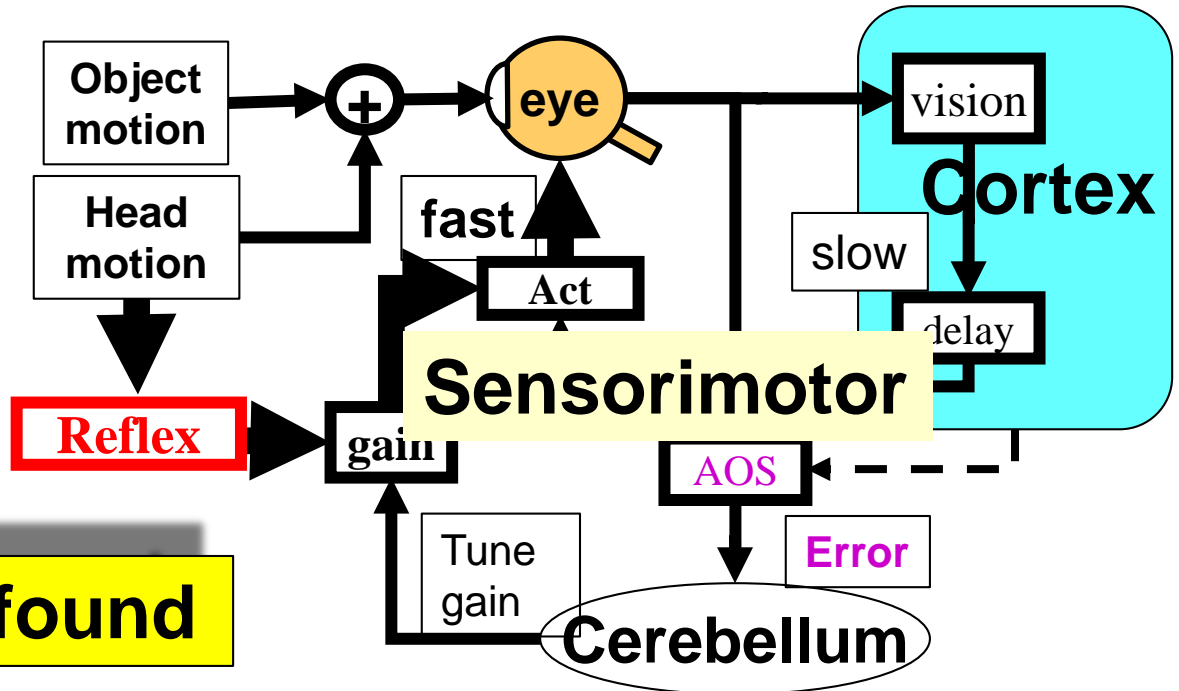 Object
motion
+
eye
vision
Cortex
Head
motion
fast
slow
Act
delay
Sensorimotor
Reflex
gain
AOS
Tune
gain
Error
found
Cerebellum